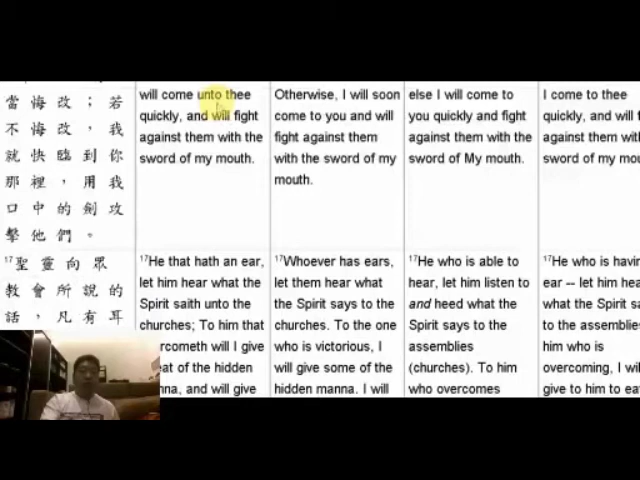 當悔改；若
不悔改，我
就快臨到你
那裡，用我
口中的劍攻
擊他們。
17聖靈向眾
教會所說的
話，凡有耳
will come unto thee
quickly, and will fight
against them with the
sword of my mouth.
17He that hath an ear,
let him hear what the
Spirit saith unto the
churches; To him that
will I give
of the hidden
and will give
Otherwise, I will soon
come to you and will
fight against them
with the sword of my
mouth.
17Whoever has ears,
let them hear what
the Spirit says to the
churches. To the one
who is victorious, I
will give some of the
hidden manna. I will
else I will come to
you quickly and fight
against them with the
sword of My mouth.
17He who is able to
hear, let him listen to
and heed what the
Spirit says to the
assemblies
(churches). To him
who overcomes
I come to thee
quickly, and will
against them wit
sword of my mou
17He who is havin
ear -- let him hea
what the Spirit sa
to the assemblies
him who is
overcoming, I wil
give to him to ea